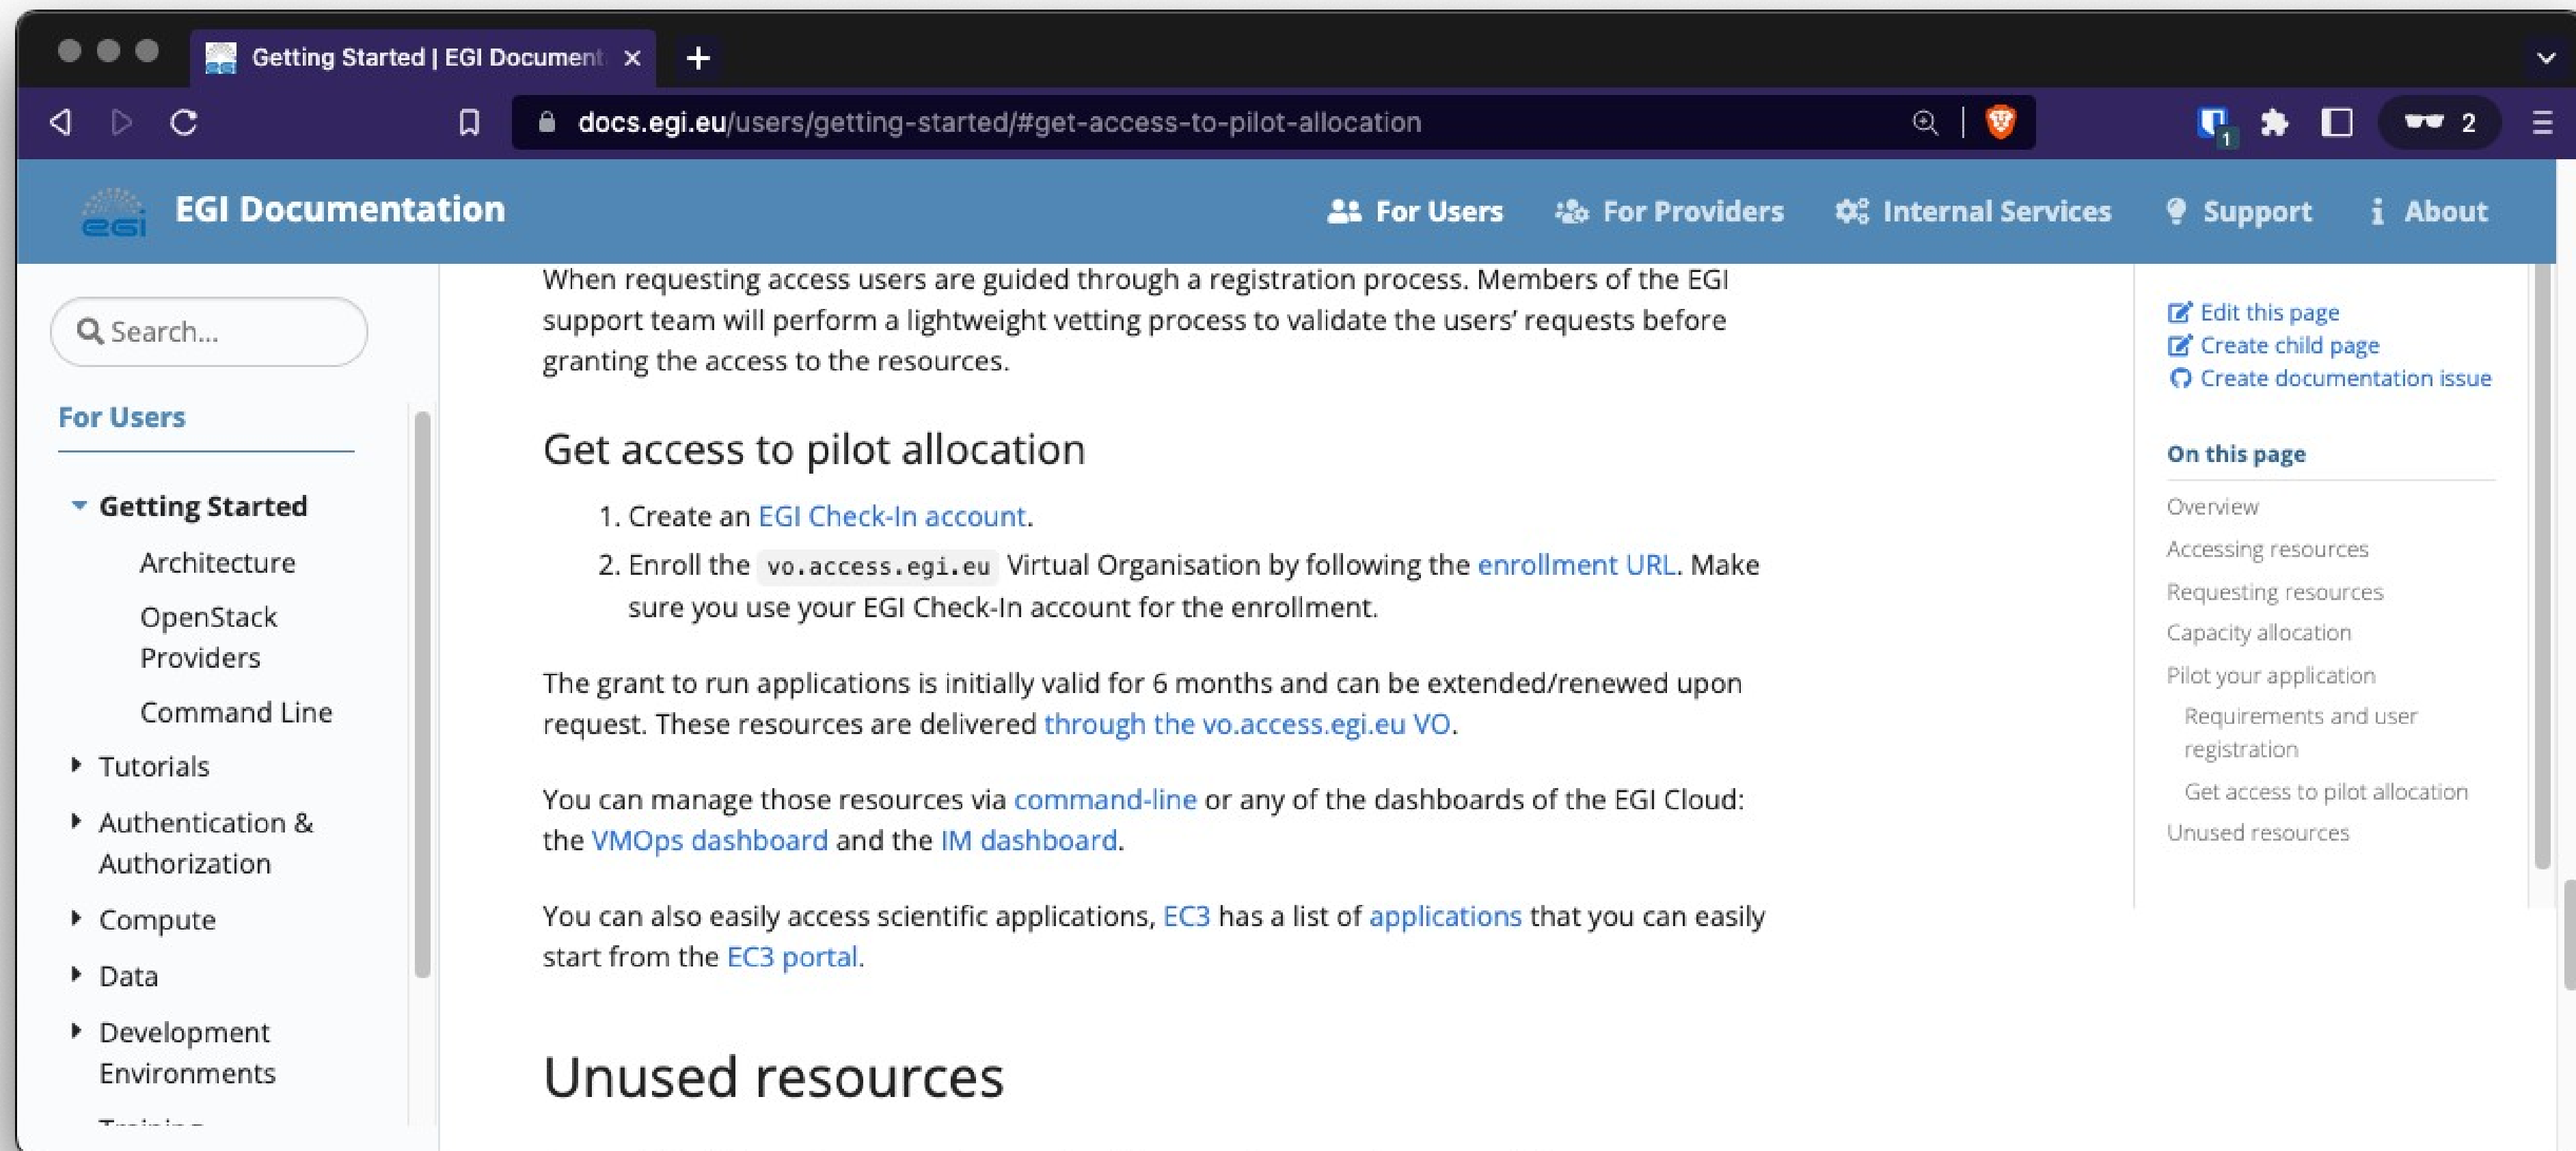 Getting Started | EGI Document
docs.egi.eu/users/getting-started/#get-access-to-pilot-allocation
1
2
egi
EGI Documentation
For Users
For Providers
Internal Services
Support
About
Search...
For Users
Getting Started
Architecture
OpenStack
Providers
Command Line
Tutorials
Authentication &
Authorization
Compute
Data
Development
Environments
When requesting access users are guided through a registration process. Members of the EGI
support team will perform a lightweight vetting process to validate the users’ requests before
granting the access to the resources.
Get access to pilot allocation
1. Create an EGI Check-In account.
2. Enroll the vo.access.egi.eu Virtual Organisation by following the enrollment URL. Make
sure you use your EGI Check-In account for the enrollment.
The grant to run applications is initially valid for 6 months and can be extended/renewed upon
request. These resources are delivered through the vo.access.egi.eu VO.
You can manage those resources via command-line or any of the dashboards of the EGI Cloud:
the VMOps dashboard and the IM dashboard.
You can also easily access scientific applications, EC3 has a list of applications that you can easily
start from the EC3 portal.
Unused resources
Edit this page
Create child page
Create documentation issue
On this page
Overview
Accessing resources
Requesting resources
Capacity allocation
Pilot your application
Requirements and user
registration
Get access to pilot allocation
Unused resources